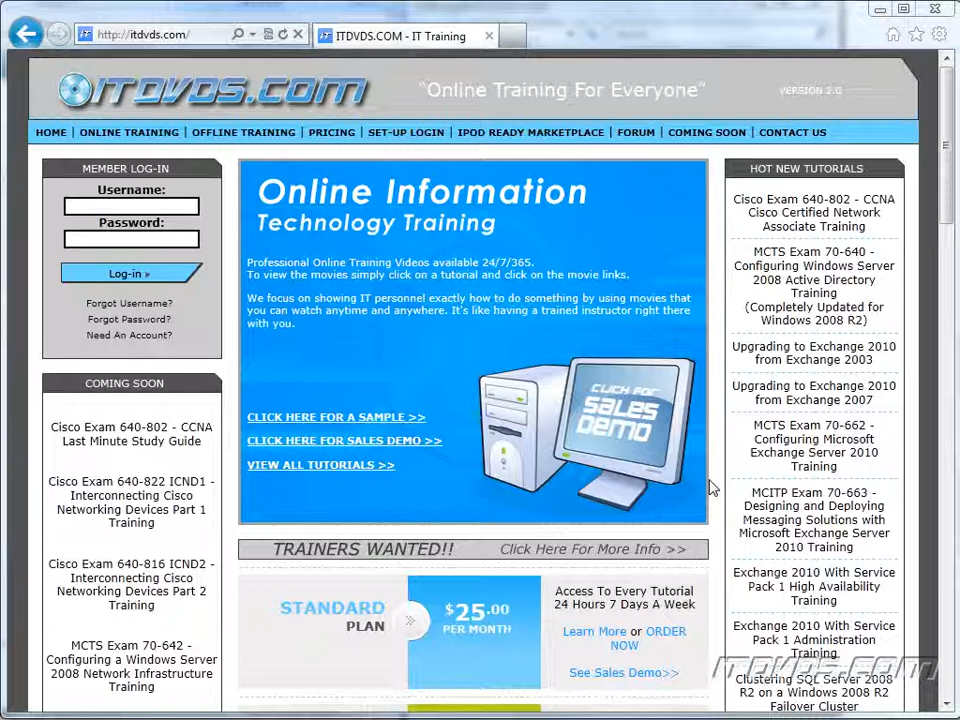 http://itdvds.com/
ITDVDS.COM - IT Training
ITDVDS.COM
"Online Training For Everyone"
VERSION 2.0
HOME | ONLINE TRAINING | OFFLINE TRAINING | PRICING | SET-UP LOGIN | IPOD READY MARKETPLACE | FORUM | COMING SOON | CONTACT US
MEMBER LOG-IN
Username:
Password:
Log-in »
Forgot Username?
Forgot Password?
Need An Account?
COMING SOON
Cisco Exam 640-802 - CCNA
Last Minute Study Guide
Cisco Exam 640-822 ICND1 -
Interconnecting Cisco
Networking Devices Part 1
Training
Cisco Exam 640-816 ICND2 -
Interconnecting Cisco
Networking Devices Part 2
Training
MCTS Exam 70-642 -
Configuring a Windows Server
2008 Network Infrastructure
Training
Online Information
Technology Training
Professional Online Training Videos available 24/7/365.
To view the movies simply click on a tutorial and click on the movie links.
We focus on showing IT personnel exactly how to do something by using movies that
you can watch anytime and anywhere. It's like having a trained instructor right there
with you.
CLICK HERE FOR A SAMPLE >>
CLICK HERE FOR SALES DEMO >>
VIEW ALL TUTORIALS >>
CLICK FOR
SALES
DEMO
TRAINERS WANTED!! Click Here For More Info >>
STANDARD
PLAN
$25.00
PER MONTH
Access To Every Tutorial
24 Hours 7 Days A Week
Learn More or ORDER
NOW
See Sales Demo>>
HOT NEW TUTORIALS
Cisco Exam 640-802 - CCNA
Cisco Certified Network
Associate Training
MCTS Exam 70-640 -
Configuring Windows Server
2008 Active Directory
Training
(Completely Updated for
Windows 2008 R2)
Upgrading to Exchange 2010
from Exchange 2003
Upgrading to Exchange 2010
from Exchange 2007
MCTS Exam 70-662 -
Configuring Microsoft
Exchange Server 2010
Training
MCITP Exam 70-663 -
Designing and Deploying
Messaging Solutions with
Microsoft Exchange Server
2010 Training
Exchange 2010 With Service
Pack 1 High Availability
Training
Exchange 2010 With Service
Pack 1 Administration
Training
Clustering SQL Server 2008
R2 on a Windows 2008 R2
Failover Cluster
ITDVDS.COM